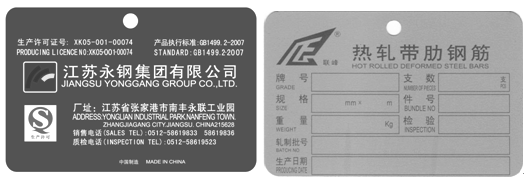 生产许可证号: XK05-001-00074
PRODUCING LICENCE NO:XK05-001-00074
产品执行标准:GB1499.2-2007
STANDARD:GB1499.2-2007
江苏永钢集团有限公司
JIANGSU YONGGANG GROUP CO.,LTD.
厂址: 江苏省张家港市南丰永联工业园
ADDRESS:YONGLIAN INDUSTRIAL PARK,NANFENG TOWN.
ZHANGJIAGANG CITY,JIANGSU. CHINA215628
销售电话(SALES TEL):0512-58619833 58619836
质检电话(INSPECTION TEL):0512-58619523
中国制造 MADE IN CHINA
联峰
热轧带肋钢筋
HOT ROLLED DEFORMED STEEL BARS
牌号
GRADE
支数
NUMBER OF PIECES
支
规格
SIZE
mm× m
件号
BUNDLE NO
重量
WEIGHT
Kg
检验
INSPECTION
轧制批号
BATCH NO.
生产日期
PRODUCING DATE